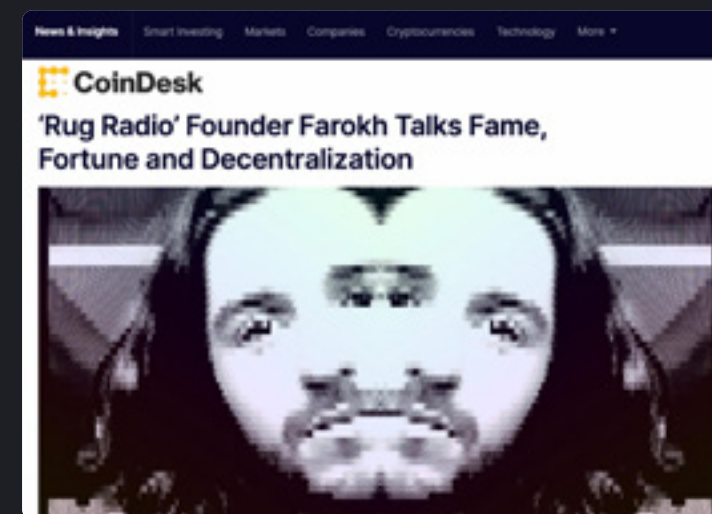 News & Insights Smart Investing Markets Companies Cryptocurrencies Technology More
CoinDesk
‘Rug Radio’ Founder Farokh Talks Fame,
Fortune and Decentralization